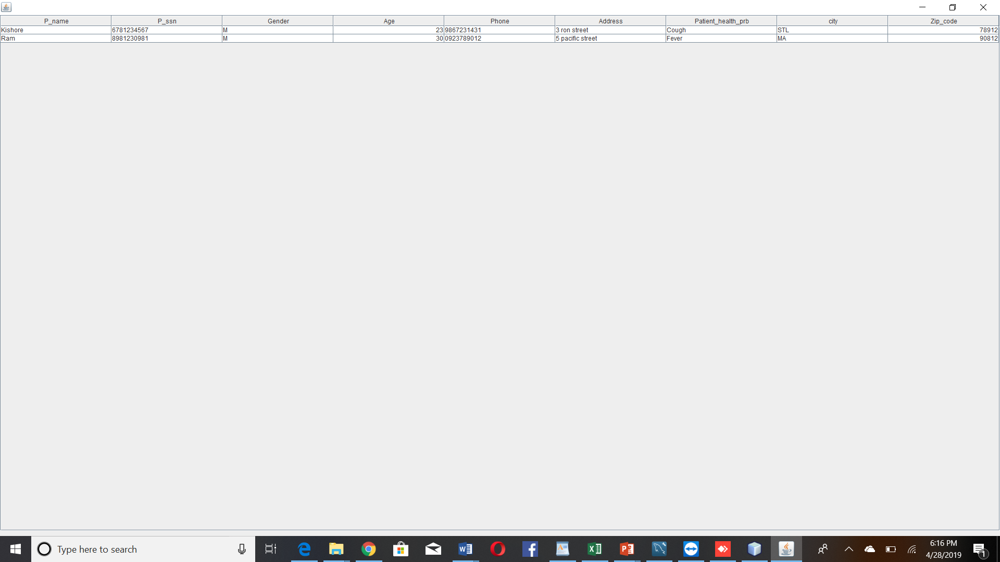 P_name P_ssn Gender Age Phone Address Patient_health_prb city Zip_code
Kishore 6781234567 M 23 9867231431 3 ron street Cough STL 78912
Ram 8981230981 M 30 0923789012 5 pacific street Fever MA 90812
Type here to search
6:16 PM
4/28/2019
1